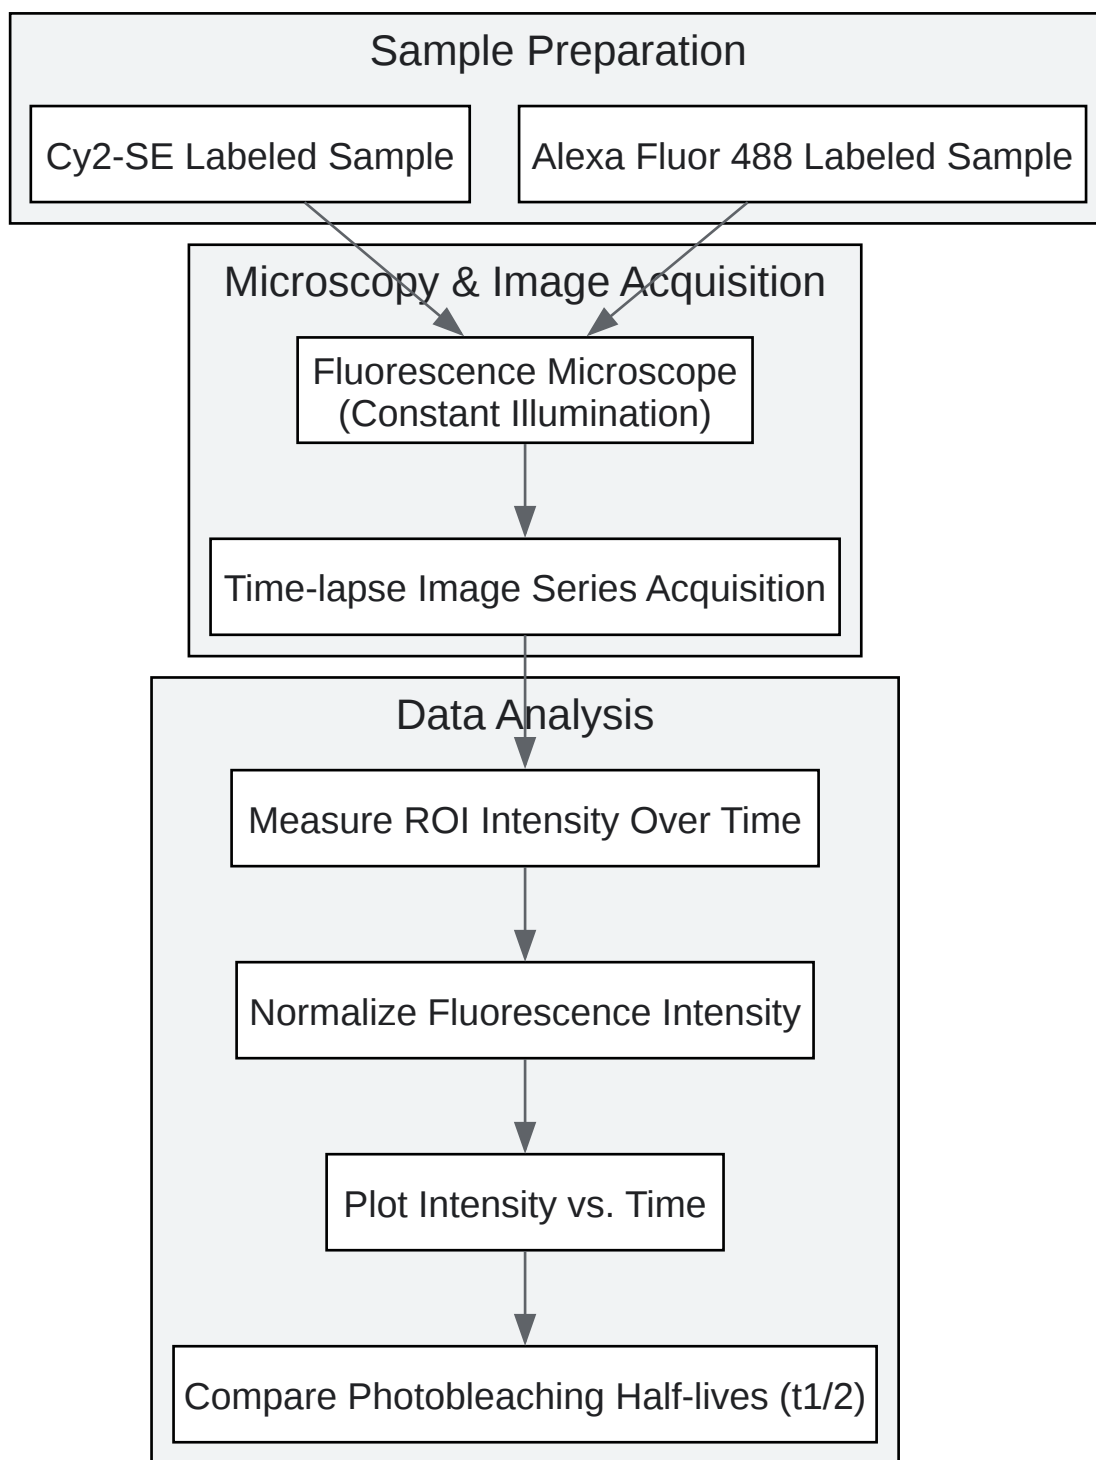 Sample Preparation
Cy2-SE Labeled Sample
Alexa Fluor 488 Labeled Sample
Microscopy & Image Acquisition
Fluorescence Microscope
(Constant Illumination)
Time-lapse Image Series Acquisition
Data Analysis
Measure ROI Intensity Over Time
Normalize Fluorescence Intensity
Plot Intensity vs. Time
Compare Photobleaching Half-lives (t1/2)